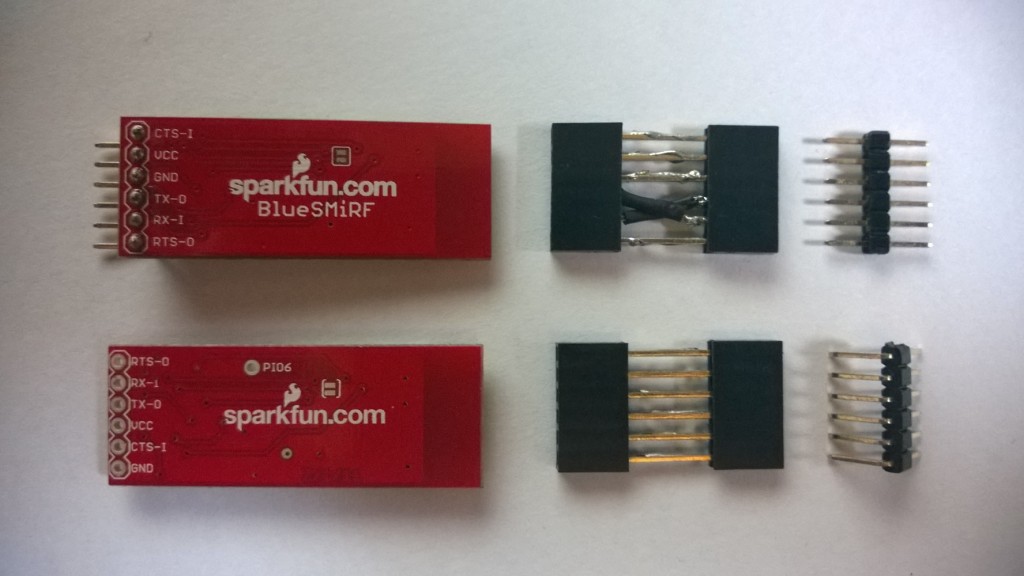 CTS-I
VCC
GND
TX-O
RX-I
RTS-O
sparkfun.com
BlueSMiRF
RTS-O
RX-i
TX-O
VCC
CTS-I
GND
PIO6
sparkfun.com